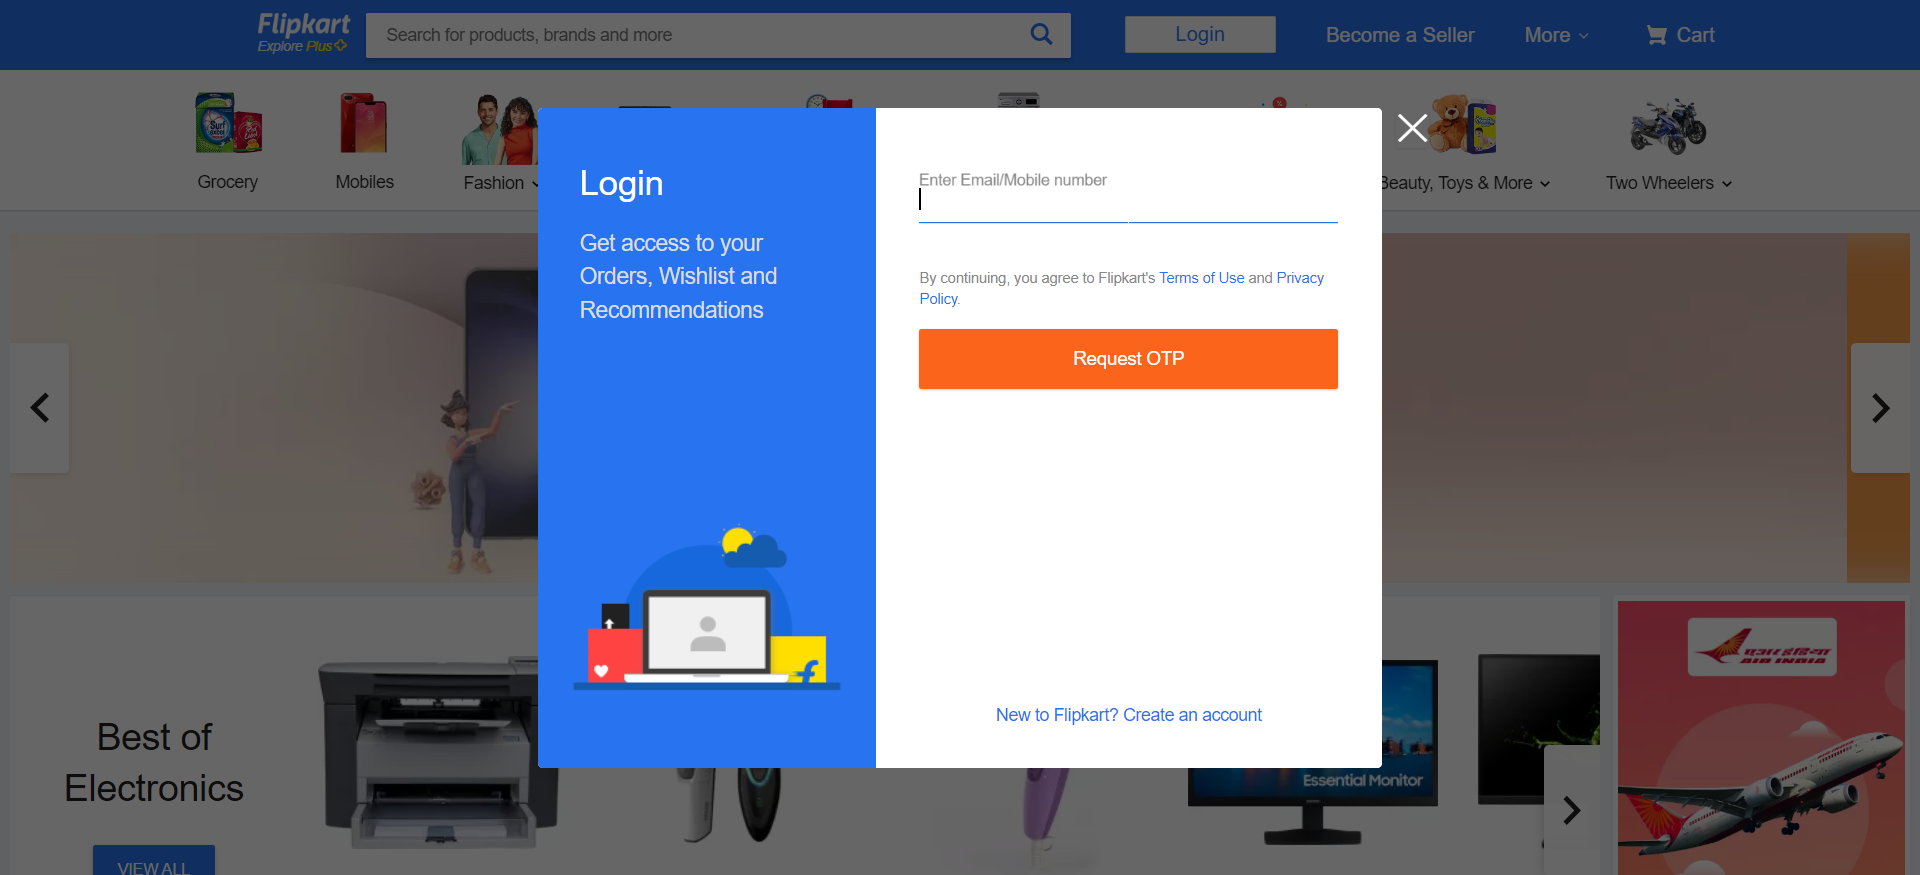 Flipkart
Explore Plus
Search for products, brands and more
Login
Become a Seller
More
Cart
Surf
excel
Grocery
Mobiles
Fashion
Beauty, Toys & More
Two Wheelers
Login
Get access to your
Orders, Wishlist and
Recommendations
Enter Email/Mobile number
By continuing, you agree to Flipkart's Terms of Use and Privacy
Policy.
Request OTP
New to Flipkart? Create an account
Best of
Electronics
VIEW ALL
Essential Monitor
एअर इंडिया
AIR INDIA